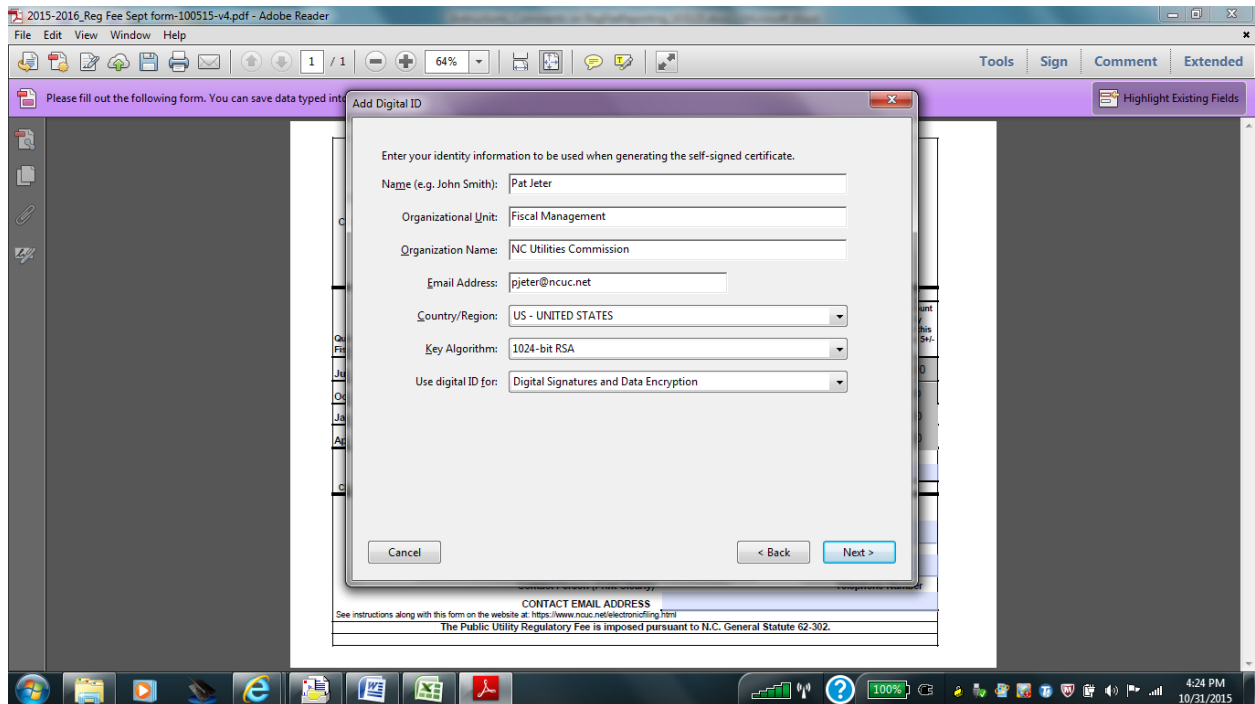 2015-2016_Reg Fee Sept form-100515-v4.pdf - Adobe Reader
File Edit View Window Help
1 / 1 64% Tools Sign Comment Extended
Please fill out the following form. You can save data typed into
Highlight Existing Fields
Add Digital ID
Enter your identity information to be used when generating the self-signed certificate.
Name (e.g. John Smith): Pat Jeter
Organizational Unit: Fiscal Management
Organization Name: NC Utilities Commission
Email Address: pjeter@ncuc.net
Country/Region: US - UNITED STATES
Key Algorithm: 1024-bit RSA
Use digital ID for: Digital Signatures and Data Encryption
Cancel < Back Next >
CONTACT EMAIL ADDRESS
See instructions along with this form on the website at: https://www.ncuc.net/electronicfiling.html
The Public Utility Regulatory Fee is imposed pursuant to N.C. General Statute 62-302.
100%
4:24 PM
10/31/2015